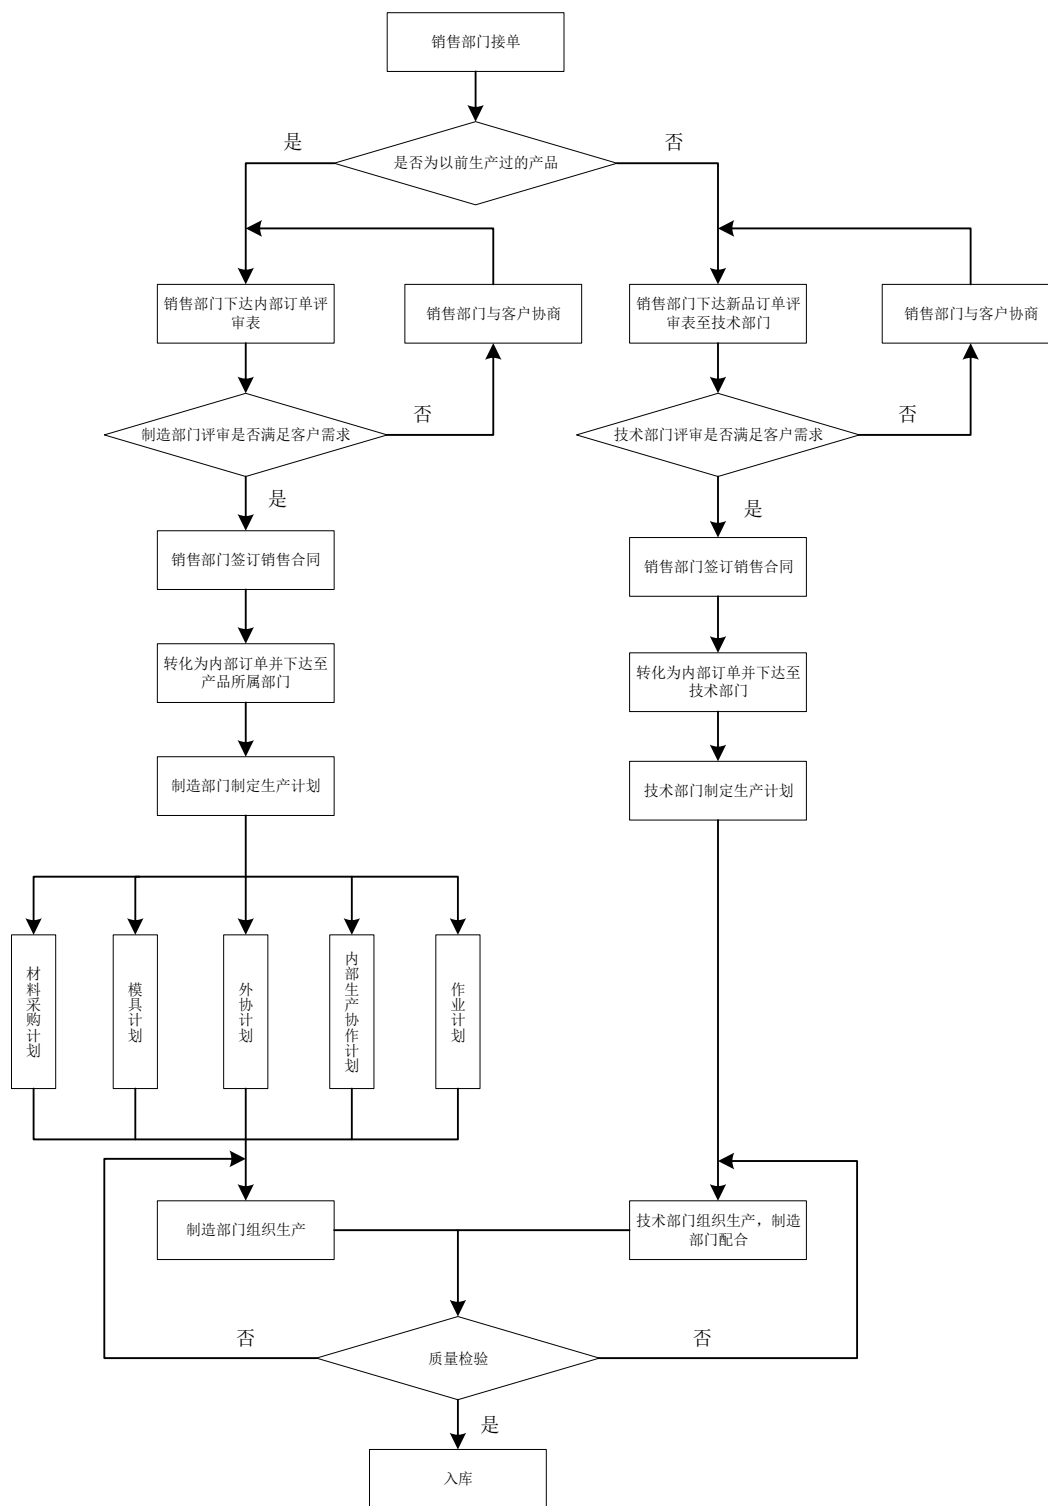 销售部门接单
是
否
是否为以前生产过的产品
销售部门下达内部订单评
审表
销售部门与客户协商
销售部门下达新品订单评
审表至技术部门
销售部门与客户协商
制造部门评审是否满足客户需求
否
技术部门评审是否满足客户需求
否
是
是
销售部门签订销售合同
销售部门签订销售合同
转化为内部订单并下达至
产品所属部门
转化为内部订单并下达至
技术部门
制造部门制定生产计划
技术部门制定生产计划
材料采购计划
模具计划
外协计划
内部生产协作计划
作业计划
制造部门组织生产
技术部门组织生产，制造
部门配合
否
否
质量检验
是
入库